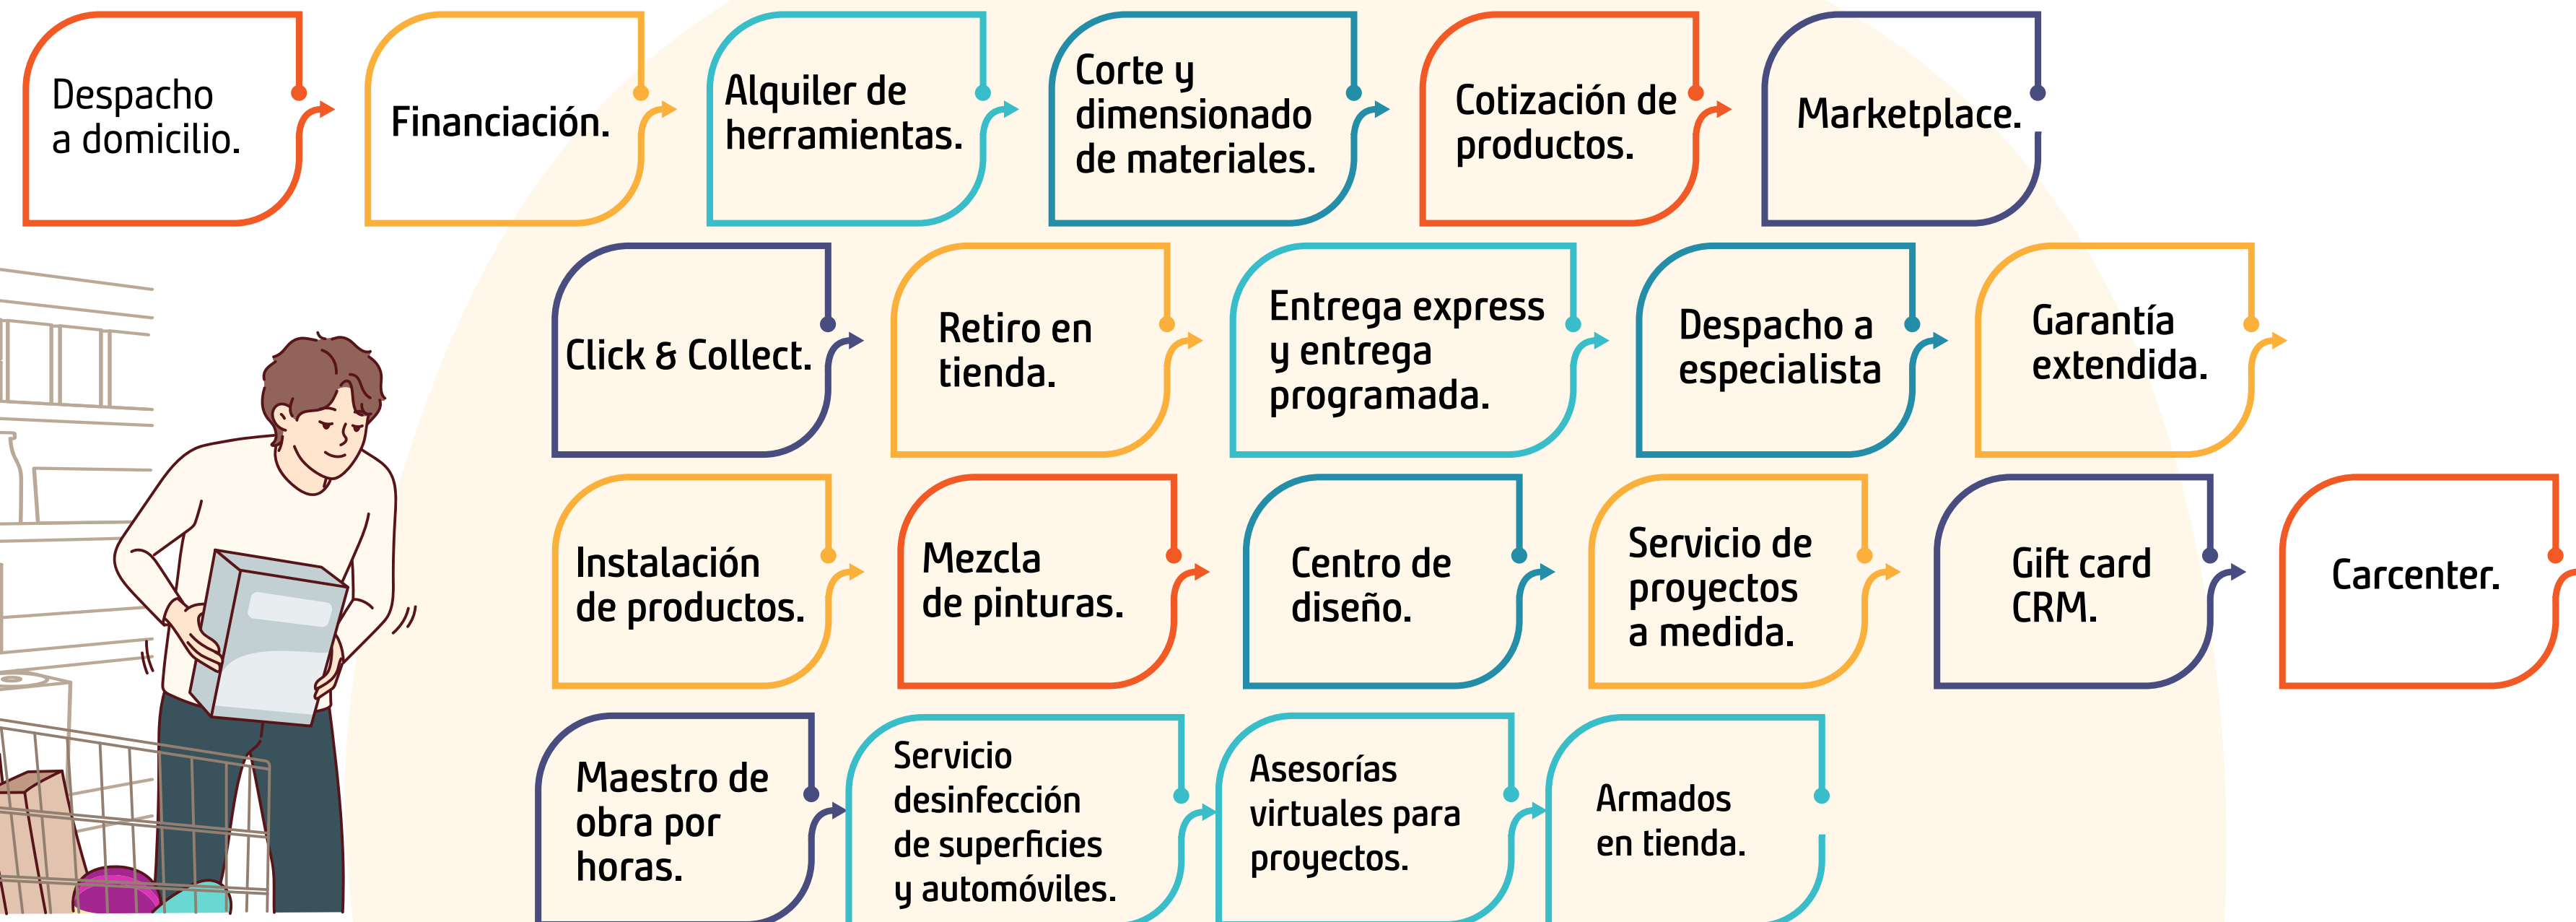 Despacho
a domicilio.
Financiación.
Alquiler de
herramientas.
Corte y
dimensionado
de materiales.
Cotización de
productos.
Marketplace.
Click & Collect.
Retiro en
tienda.
Entrega express
y entrega
programada.
Despacho a
especialista
Garantía
extendida.
Instalación
de productos.
Mezcla
de pinturas.
Centro de
diseño.
Servicio de
proyectos
a medida.
Gift card
CRM.
Carcenter.
Maestro de
obra por
horas.
Servicio
desinfección
de superficies
y automóviles.
Asesorías
virtuales para
proyectos.
Armados
en tienda.